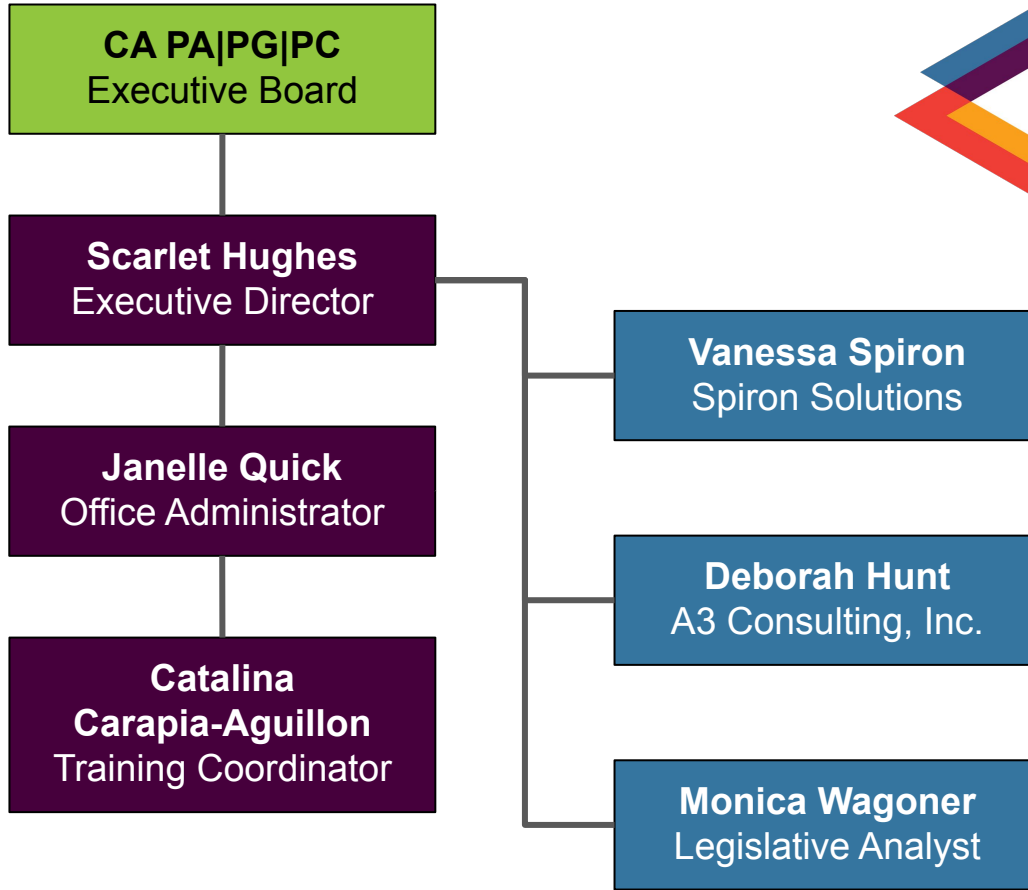 CA PA|PG|PC
Executive Board
Scarlet Hughes
Executive Director
Janelle Quick
Office Administrator
Catalina
Carapia-Aguillon
Training Coordinator
Vanessa Spiron
Spiron Solutions
Deborah Hunt
A3 Consulting, Inc.
Monica Wagoner
Legislative Analyst